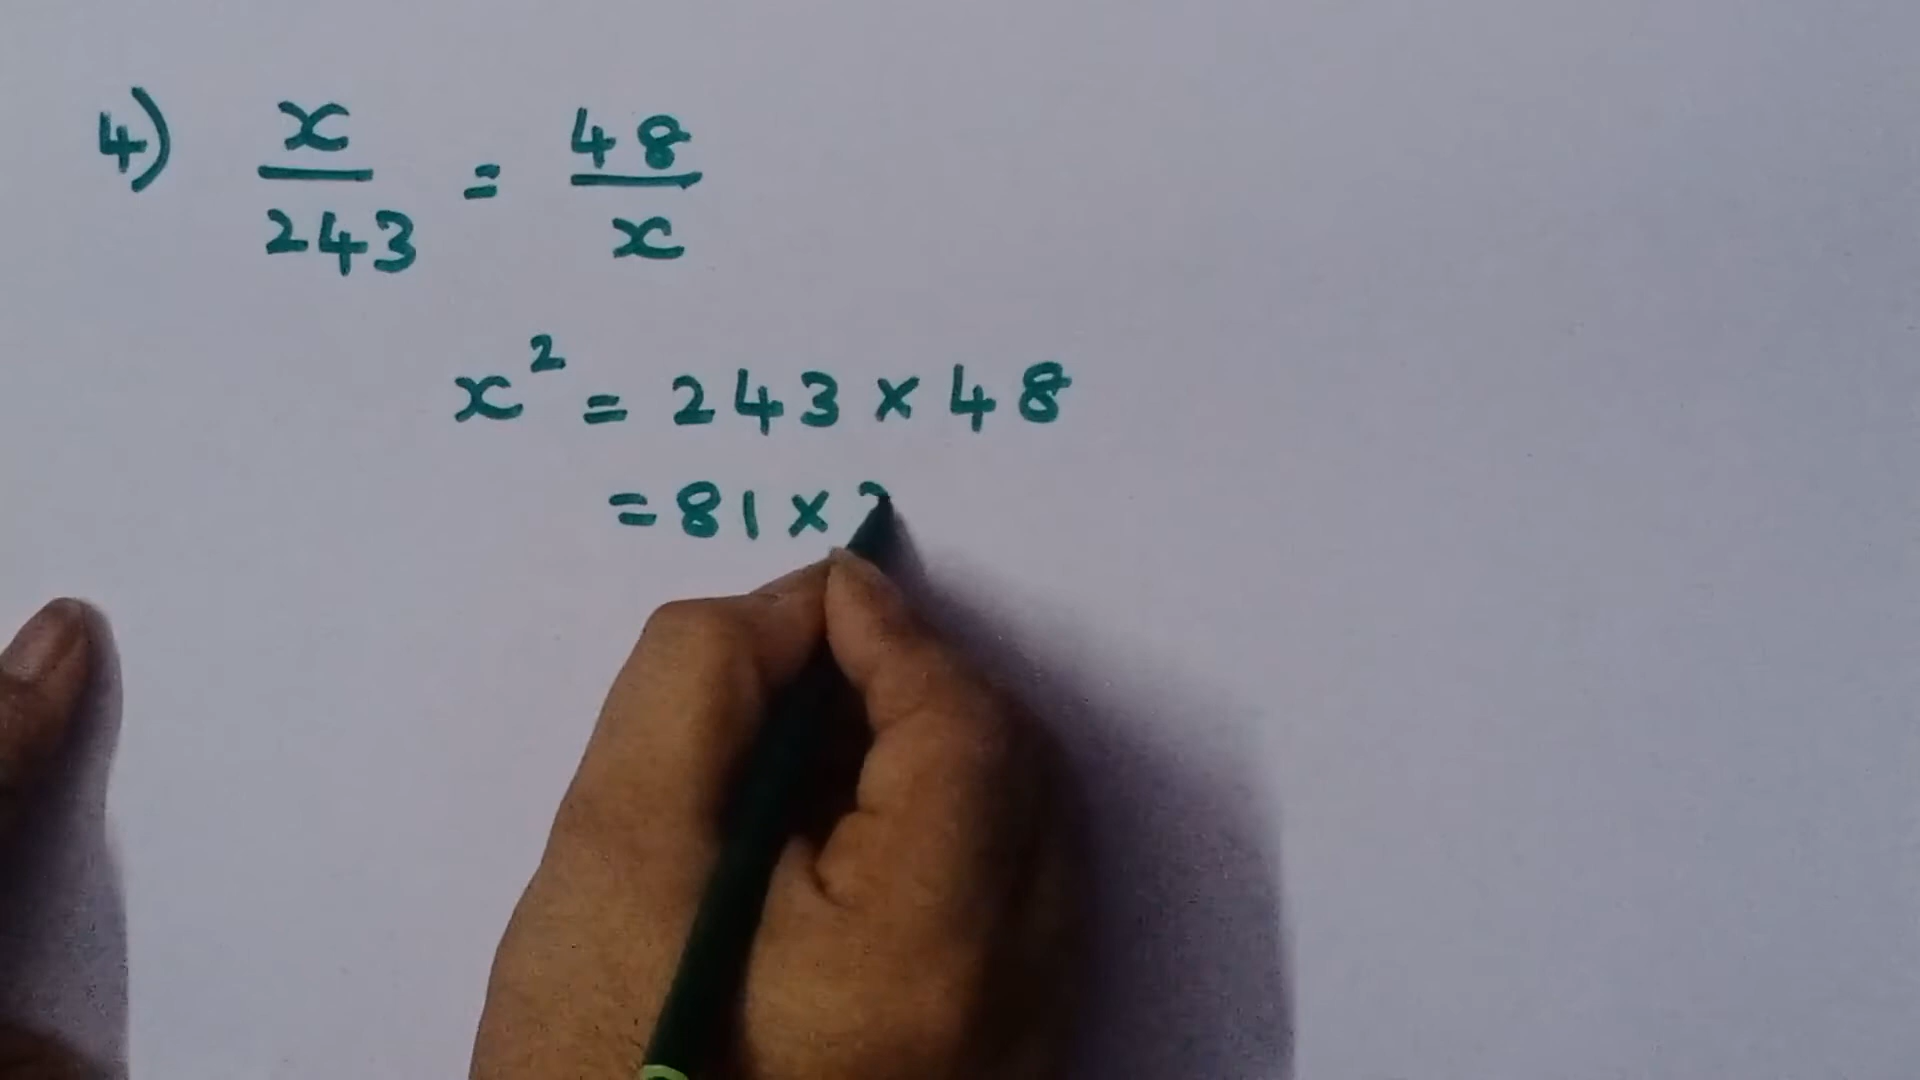 4) x/243 = 48/x
x² = 243 × 48
= 81 ×